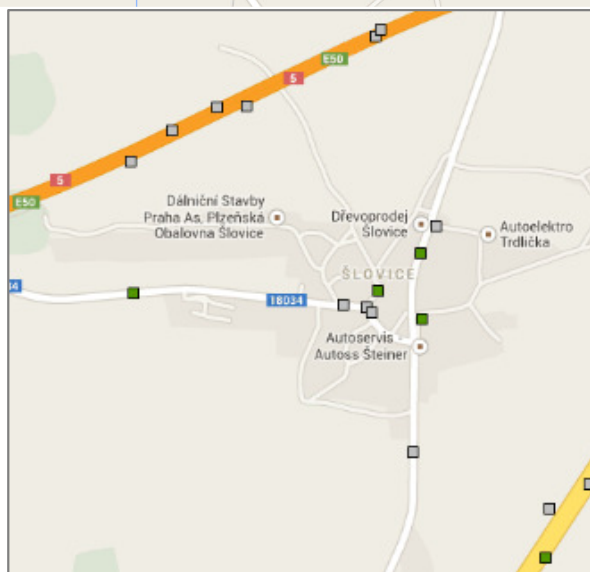 E50
5
5
E50
Dálniční Stavby
Praha As, Plzeňská
Obalovna Šlovice
Dřevoprodej
Šlovice
Autoelektro
Trdlička
ŠLOVICE
34
18034
Autoservis
Autoss Šteiner